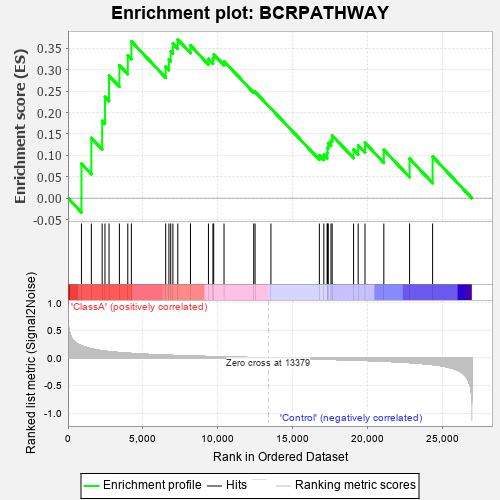 Enrichment plot: BCRPATHWAY
Enrichment score (ES)
0.35
0.30
0.25
0.20
0.15
0.10
0.05
0.00
-0.05
Ranked list metric (Signal2Noise)
1.0
0.5
0.0
-0.5
-1.0
'ClassA' (positively correlated)
Zero cross at 13379
'Control' (negatively correlated)
0
5,000
10,000
15,000
20,000
25,000
Rank in Ordered Dataset
Enrichment profile
Hits
Ranking metric scores